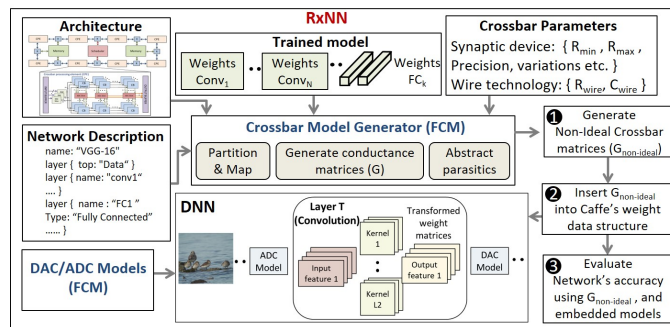 Architecture
RxNN
Trained model
Weights
Conv1
Weights
ConvN
Weights
FCk
Crossbar Parameters
Synaptic device: { Rmin , Rmax ,
Precision, variations etc. }
Wire technology: { Rwire, Cwire }
Network Description
name: “VGG-16”
layer { top: "Data“ }
layer { name: "conv1“
.... }
layer { name : “FC1 ”
Type: “Fully Connected”
...... }
Crossbar Model Generator (FCM)
Partition
& Map
Generate conductance
matrices (G)
Abstract
parasitics
1 Generate
Non-Ideal Crossbar
matrices (Gnon-ideal)
2 Insert Gnon-ideal
into Caffe’s weight
data structure
3 Evaluate
Network’s accuracy
using Gnon-ideal , and
embedded models
DAC/ADC Models
(FCM)
DNN
ADC
Model
Layer T
(Convolution)
Input
feature 1
Kernel
1
Kernel
L2
Transformed
weight
matrices
Output
feature 1
DAC
Model